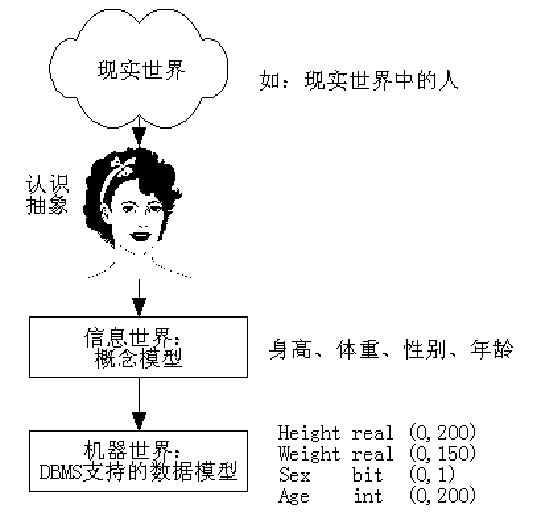 现实世界
如：现实世界中的人
认识
抽象
信息世界：
概念模型
身高、体重、性别、年龄
机器世界：
DBMS支持的数据模型
Height real (0,200)
Weight real (0,150)
Sex bit (0,1)
Age int (0,200)